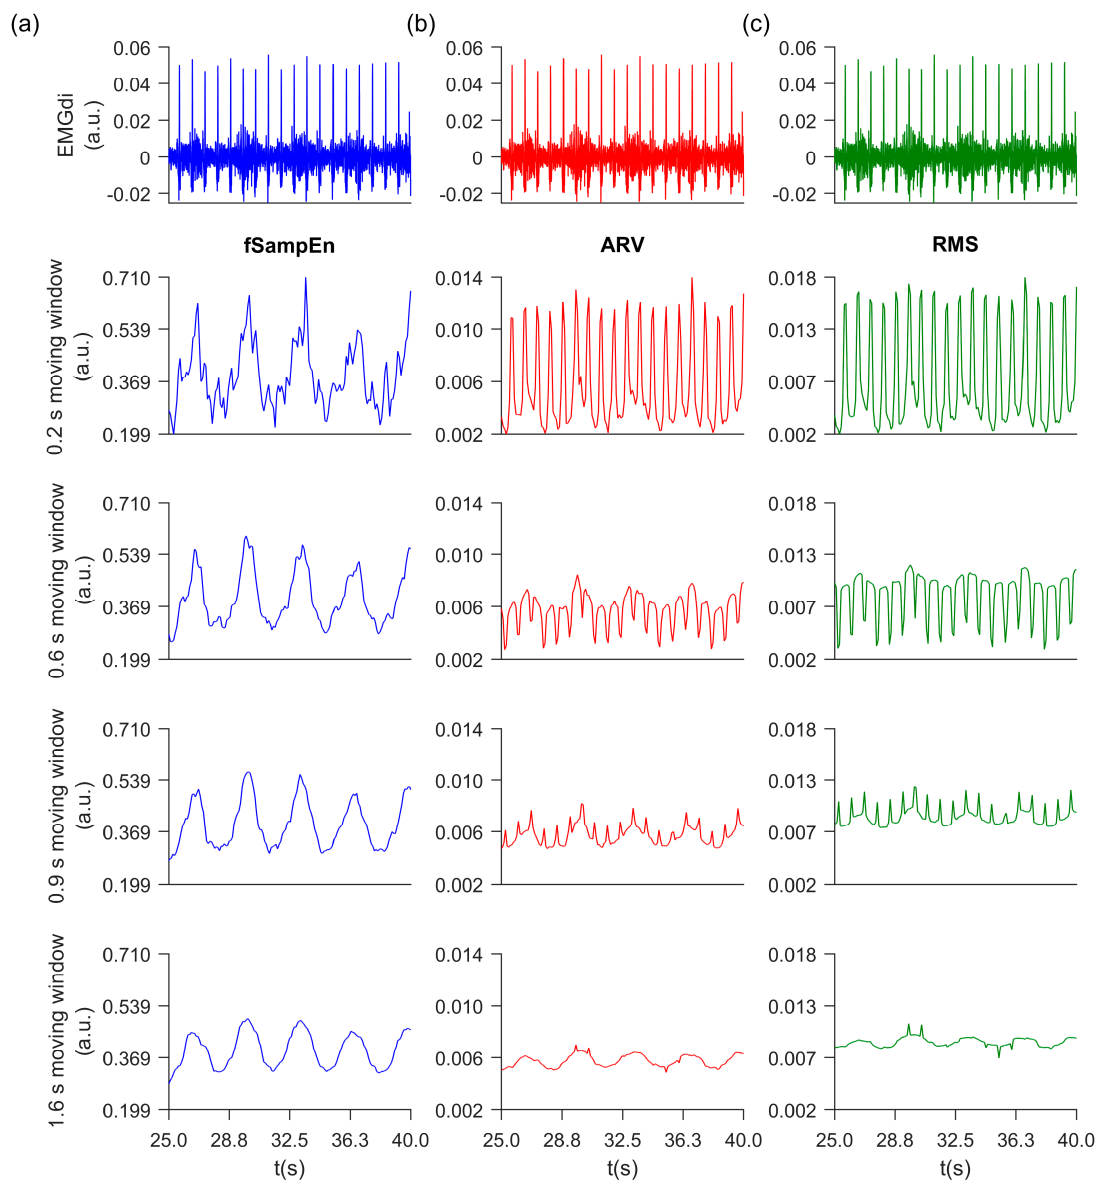 (a) (b) (c)
EMGdi
(a.u.)
0.06 0.06 0.06
0.04 0.04 0.04
0.02 0.02 0.02
0 0 0
-0.02 -0.02 -0.02
fSampEn ARV RMS
0.2 s moving window
(a.u.)
0.710 0.014 0.018
0.539 0.010 0.013
0.369 0.006 0.007
0.199 0.002 0.002
0.6 s moving window
(a.u.)
0.710 0.014 0.018
0.539 0.010 0.013
0.369 0.006 0.007
0.199 0.002 0.002
0.9 s moving window
(a.u.)
0.710 0.014 0.018
0.539 0.010 0.013
0.369 0.006 0.007
0.199 0.002 0.002
1.6 s moving window
(a.u.)
0.710 0.014 0.018
0.539 0.010 0.013
0.369 0.006 0.007
0.199 0.002 0.002
25.0 28.8 32.5 36.3 40.0 25.0 28.8 32.5 36.3 40.0 25.0 28.8 32.5 36.3 40.0
t(s) t(s) t(s)